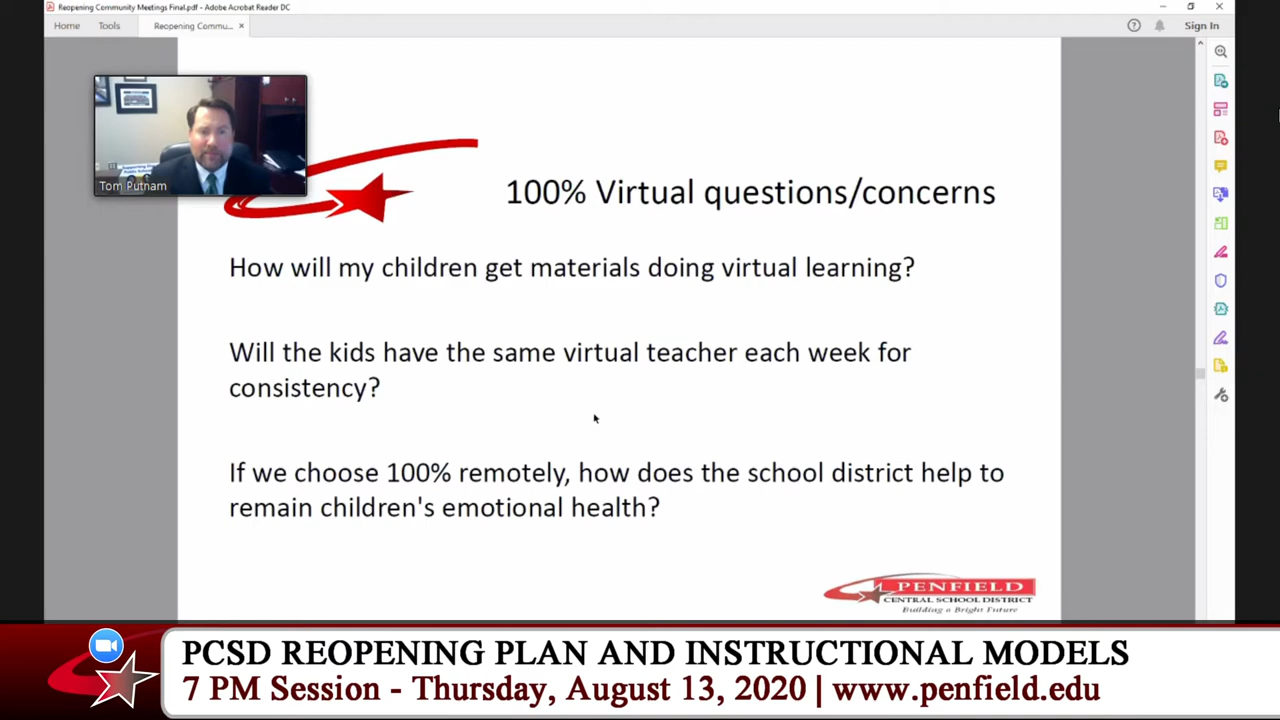 Reopening Community Meetings Final.pdf - Adobe Acrobat Reader DC
Home Tools Reopening Commu... Sign In
Tom Putnam
100% Virtual questions/concerns
How will my children get materials doing virtual learning?
Will the kids have the same virtual teacher each week for
consistency?
If we choose 100% remotely, how does the school district help to
remain children's emotional health?
PENFIELD
CENTRAL SCHOOL DISTRICT
Building a Bright Future
PCSD REOPENING PLAN AND INSTRUCTIONAL MODELS
7 PM Session - Thursday, August 13, 2020 | www.penfield.edu